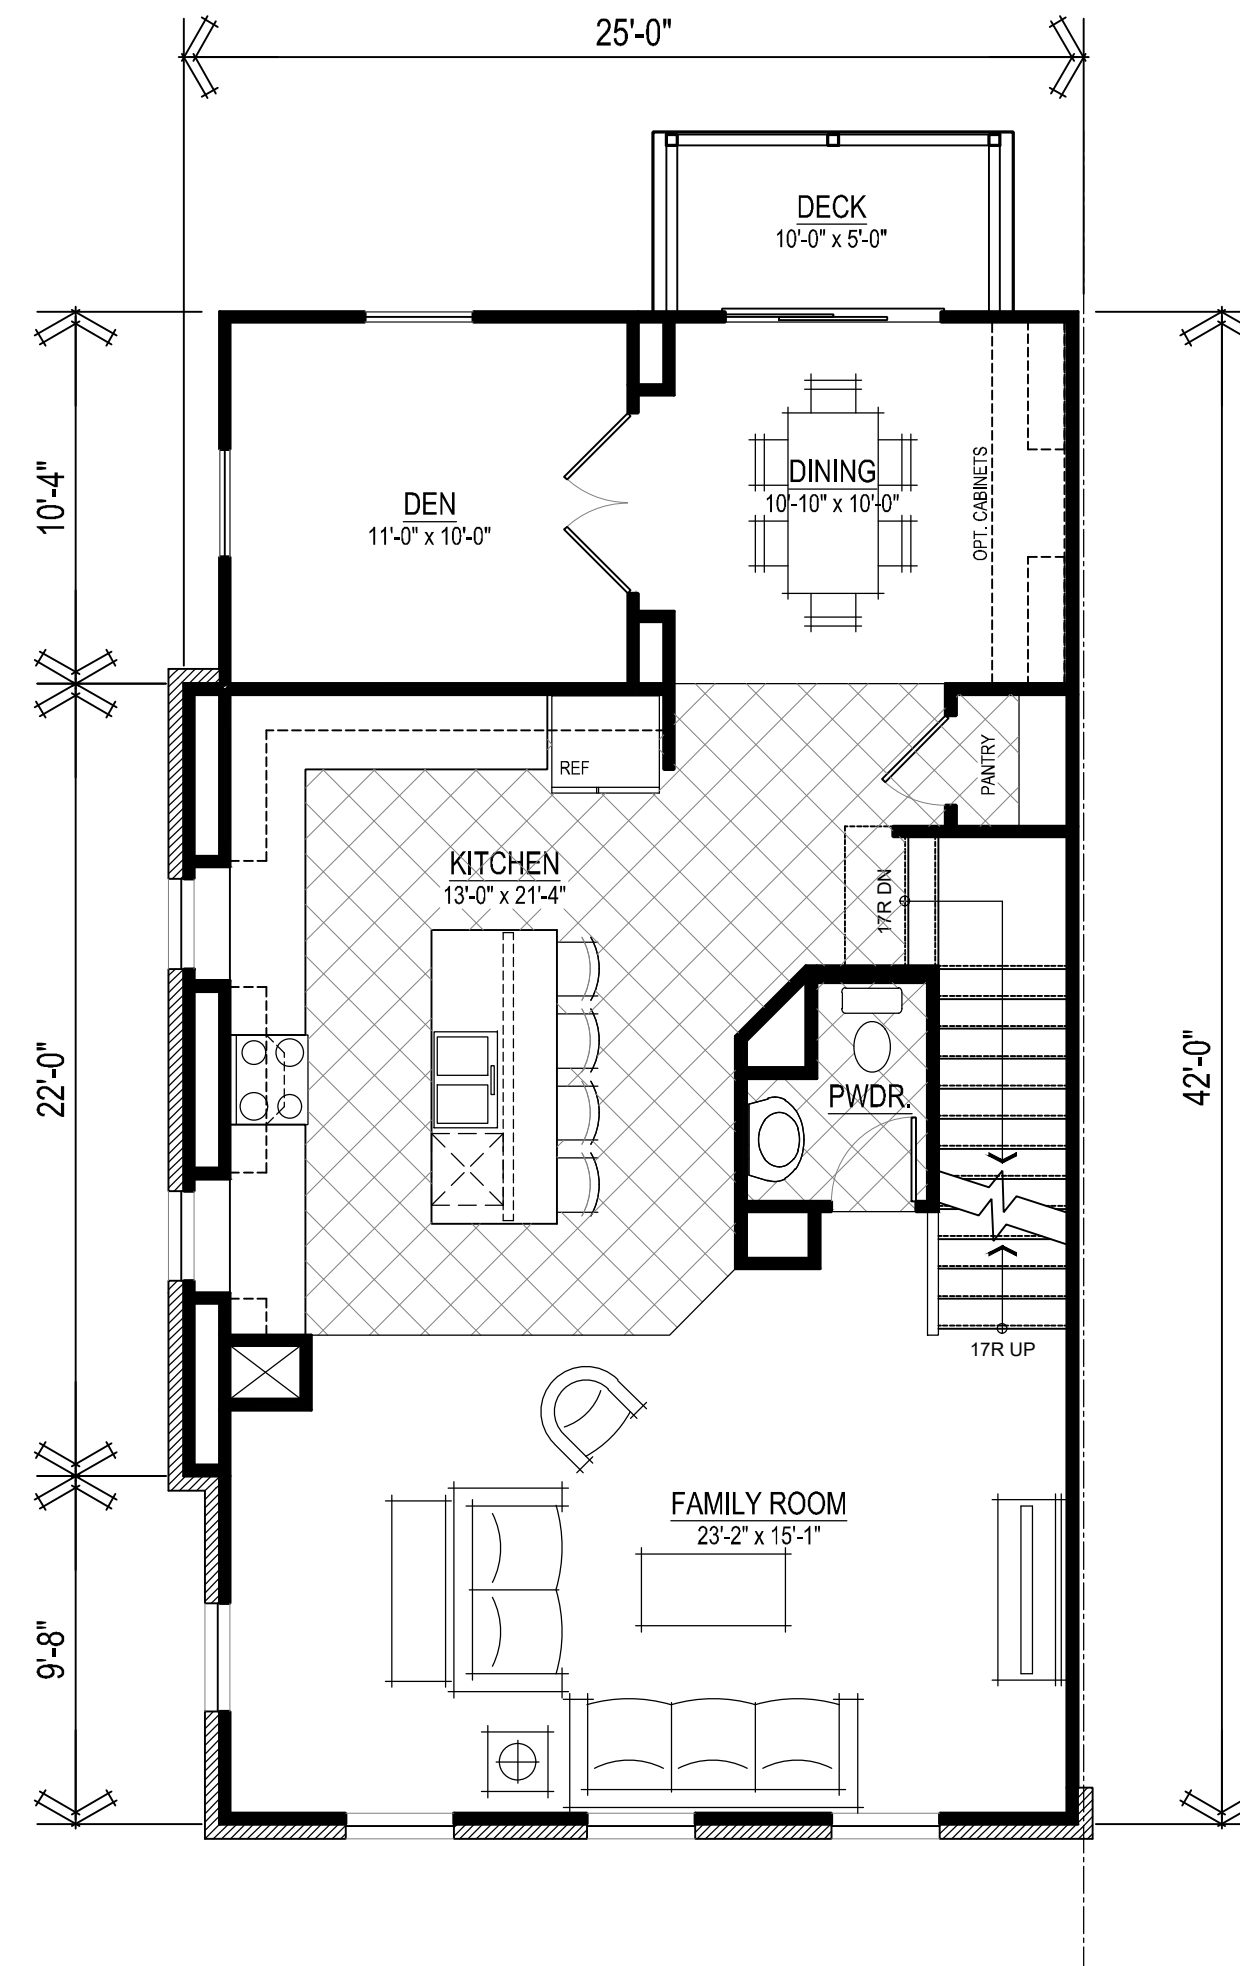 25'-0"
DECK
10'-0" x 5'-0"
10'-4"
DEN
11'-0" x 10'-0"
DINING
10'-10" x 10'-0"
OPT. CABINETS
REF
PANTRY
KITCHEN
13'-0" x 21'-4"
17R DN
22'-0"
42'-0"
PWDR.
17R UP
FAMILY ROOM
23'-2" x 15'-1"
9'-8"